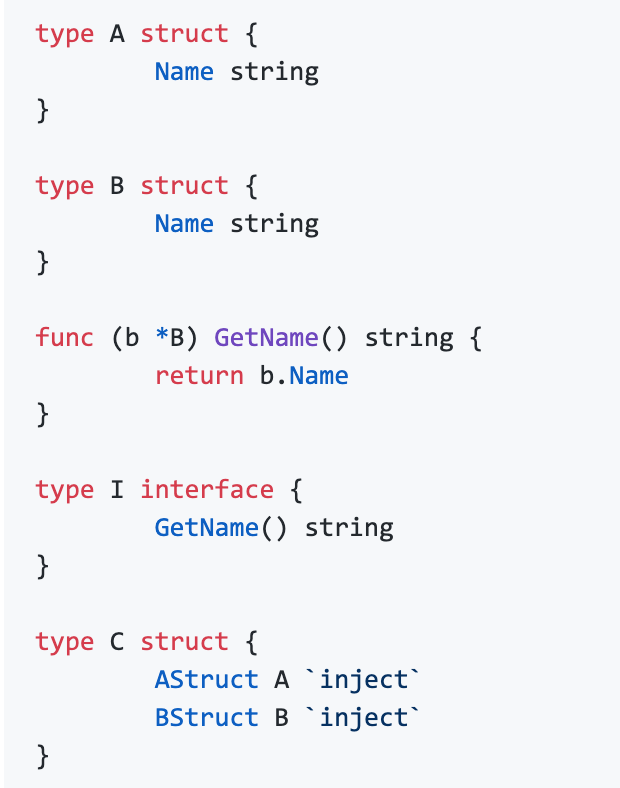 type A struct {
        Name string
}

type B struct {
        Name string
}

func (b *B) GetName() string {
        return b.Name
}

type I interface {
        GetName() string
}

type C struct {
        AStruct A `inject`
        BStruct B `inject`
}